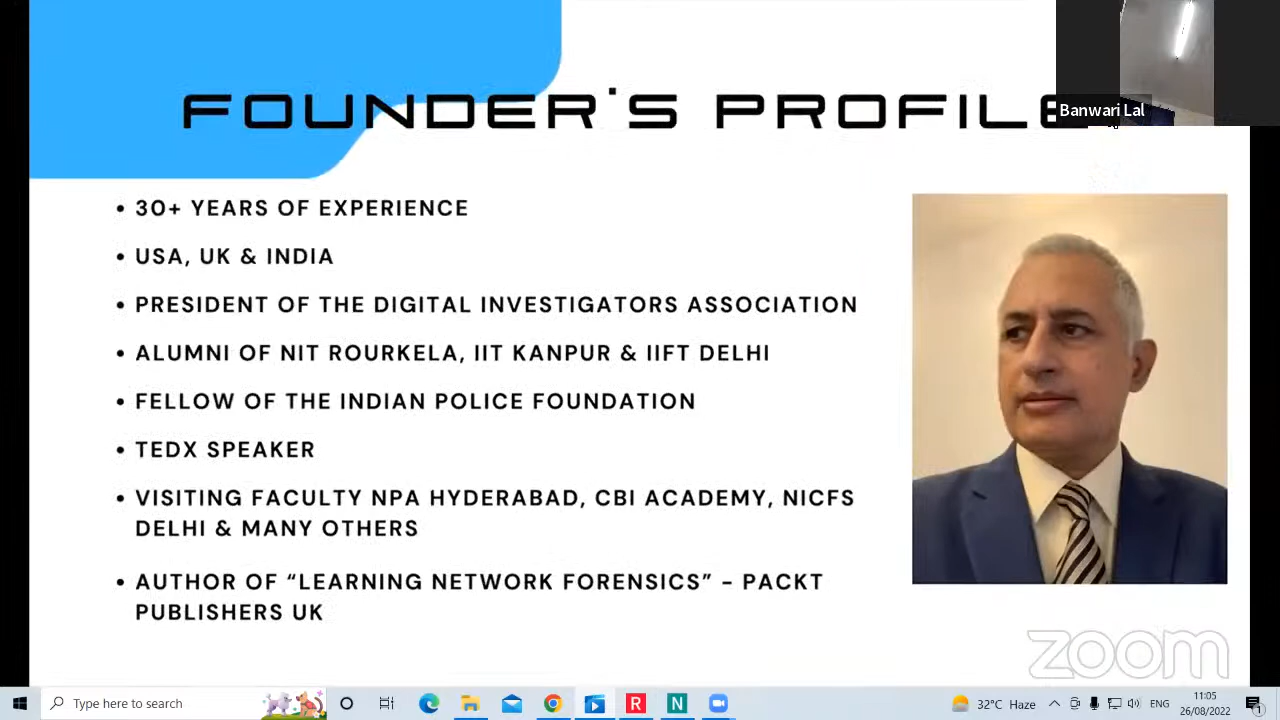 FOUNDER'S PROFILE
Banwari Lal
• 30+ YEARS OF EXPERIENCE
• USA, UK & INDIA
• PRESIDENT OF THE DIGITAL INVESTIGATORS ASSOCIATION
• ALUMNI OF NIT ROURKELA, IIT KANPUR & IIFT DELHI
• FELLOW OF THE INDIAN POLICE FOUNDATION
• TEDX SPEAKER
• VISITING FACULTY NPA HYDERABAD, CBI ACADEMY, NICFS
DELHI & MANY OTHERS
• AUTHOR OF “LEARNING NETWORK FORENSICS” - PACKT
PUBLISHERS UK
zoom
Type here to search
R
N
32°C Haze
ENG
11:05
26/08/2022
1